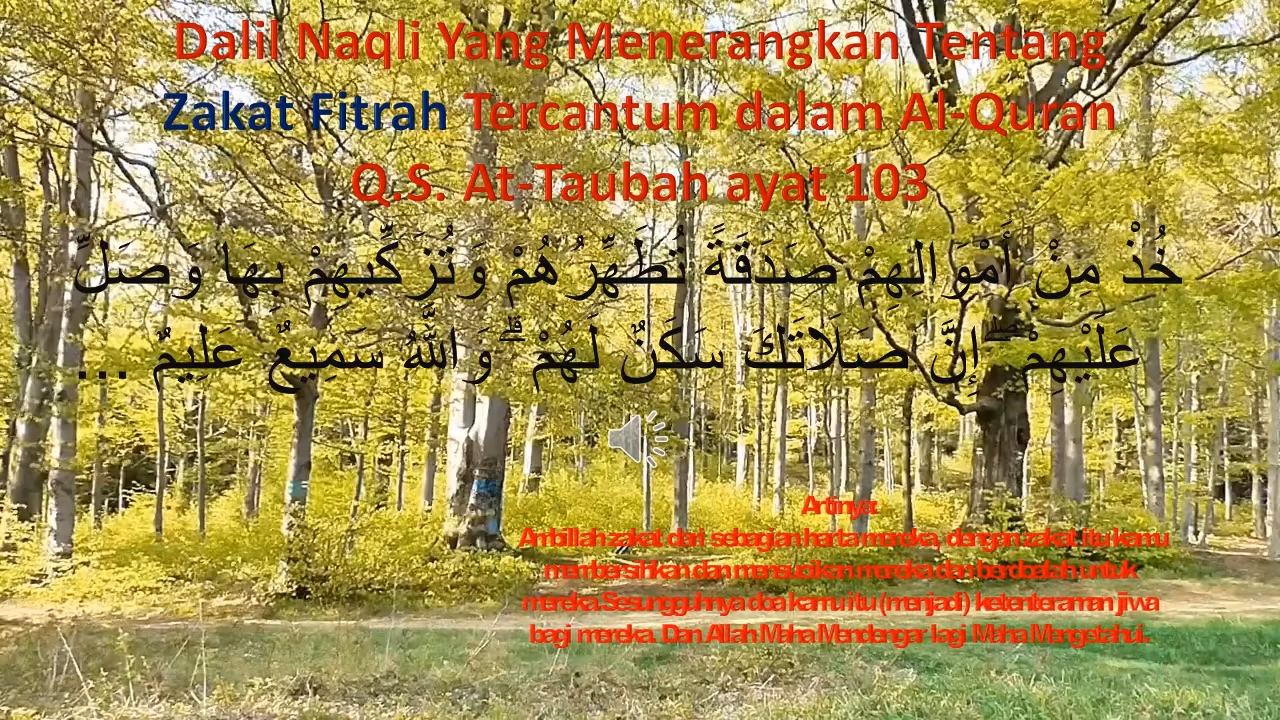 Dalil Naqli Yang Menerangkan Tentang
Zakat Fitrah Tercantum dalam Al-Quran
Q.S. At-Taubah ayat 103
خُذْ مِنْ أَمْوَالِهِمْ صَدَقَةً تُطَهِّرُهُمْ وَتُزَكِّيهِمْ بِهَا وَصَلِّ
عَلَيْهِمْ ۖ إِنَّ صَلَاتَكَ سَكَنٌ لَهُمْ ۗ وَاللَّهُ سَمِيعٌ عَلِيمٌ ...
Artinya:
Ambillah zakat dari sebagian harta mereka, dengan zakat itu kamu
membersihkan dan mensucikan mereka dan berdoalah untuk
mereka.Sesungguhnya doa kamu itu (menjadi) ketenteraman jiwa
bagi mereka. Dan Allah Maha Mendengar lagi Maha Mengetahui.